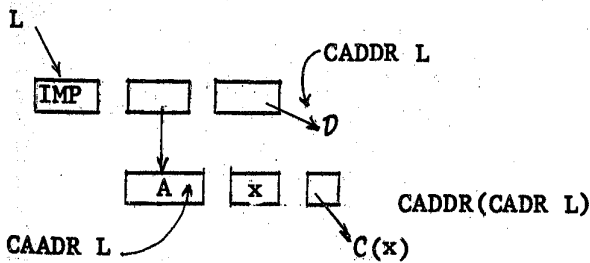 L
CADDR L
IMP
D
A x
CADDR(CADR L)
CAADR L
C(x)